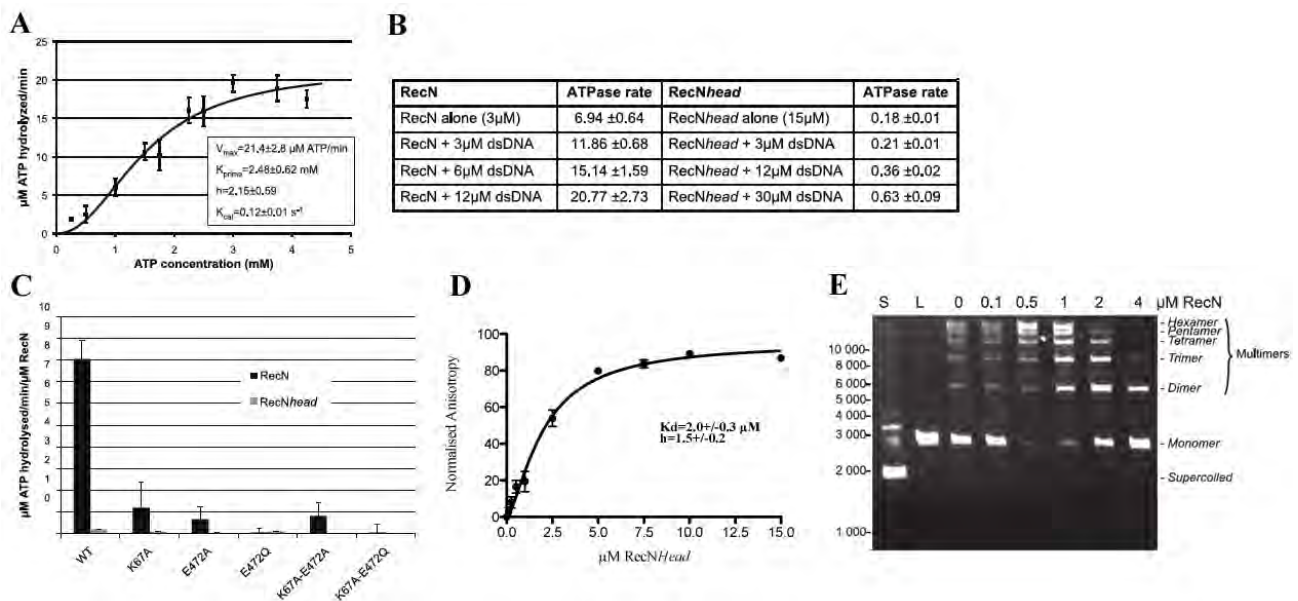 A
25
20
15
10
5
0
0
1
2
3
4
5
µM ATP hydrolyzed/min
ATP concentration (mM)
Vmax=21.4±2.8 µM ATP/min
Kprime=2.48±0.62 mM
h=2.15±0.59
Kcat=0.12±0.01 s-1
B
RecN ATPase rate RecNhead ATPase rate
RecN alone (3µM) 6.94 ±0.64 RecNhead alone (15µM) 0.18 ±0.01
RecN + 3µM dsDNA 11.86 ±0.68 RecNhead + 3µM dsDNA 0.21 ±0.01
RecN + 6µM dsDNA 15.14 ±1.59 RecNhead + 12µM dsDNA 0.36 ±0.02
RecN + 12µM dsDNA 20.77 ±2.73 RecNhead + 30µM dsDNA 0.63 ±0.09
C
10
9
8
7
6
5
4
3
2
1
0
µM ATP hydrolysed/min/µM RecN
RecN
RecNhead
WT
K67A
E472A
E472Q
K67A-E472A
K67A-E472Q
D
100
80
60
40
20
0
0.0 2.5 5.0 7.5 10.0 12.5 15.0
Normalised Anisotropy
µM RecNHead
Kd=2.0+/-0.3 µM
h=1.5+/-0.2
E
S L 0 0.1 0.5 1 2 4 µM RecN
10 000-
8 000-
6 000-
5 000-
4 000-
3 000-
2 000-
1 000-
- Hexamer
- Pentamer
- Tetramer
- Trimer
- Dimer
Multimers
- Monomer
- Supercoiled